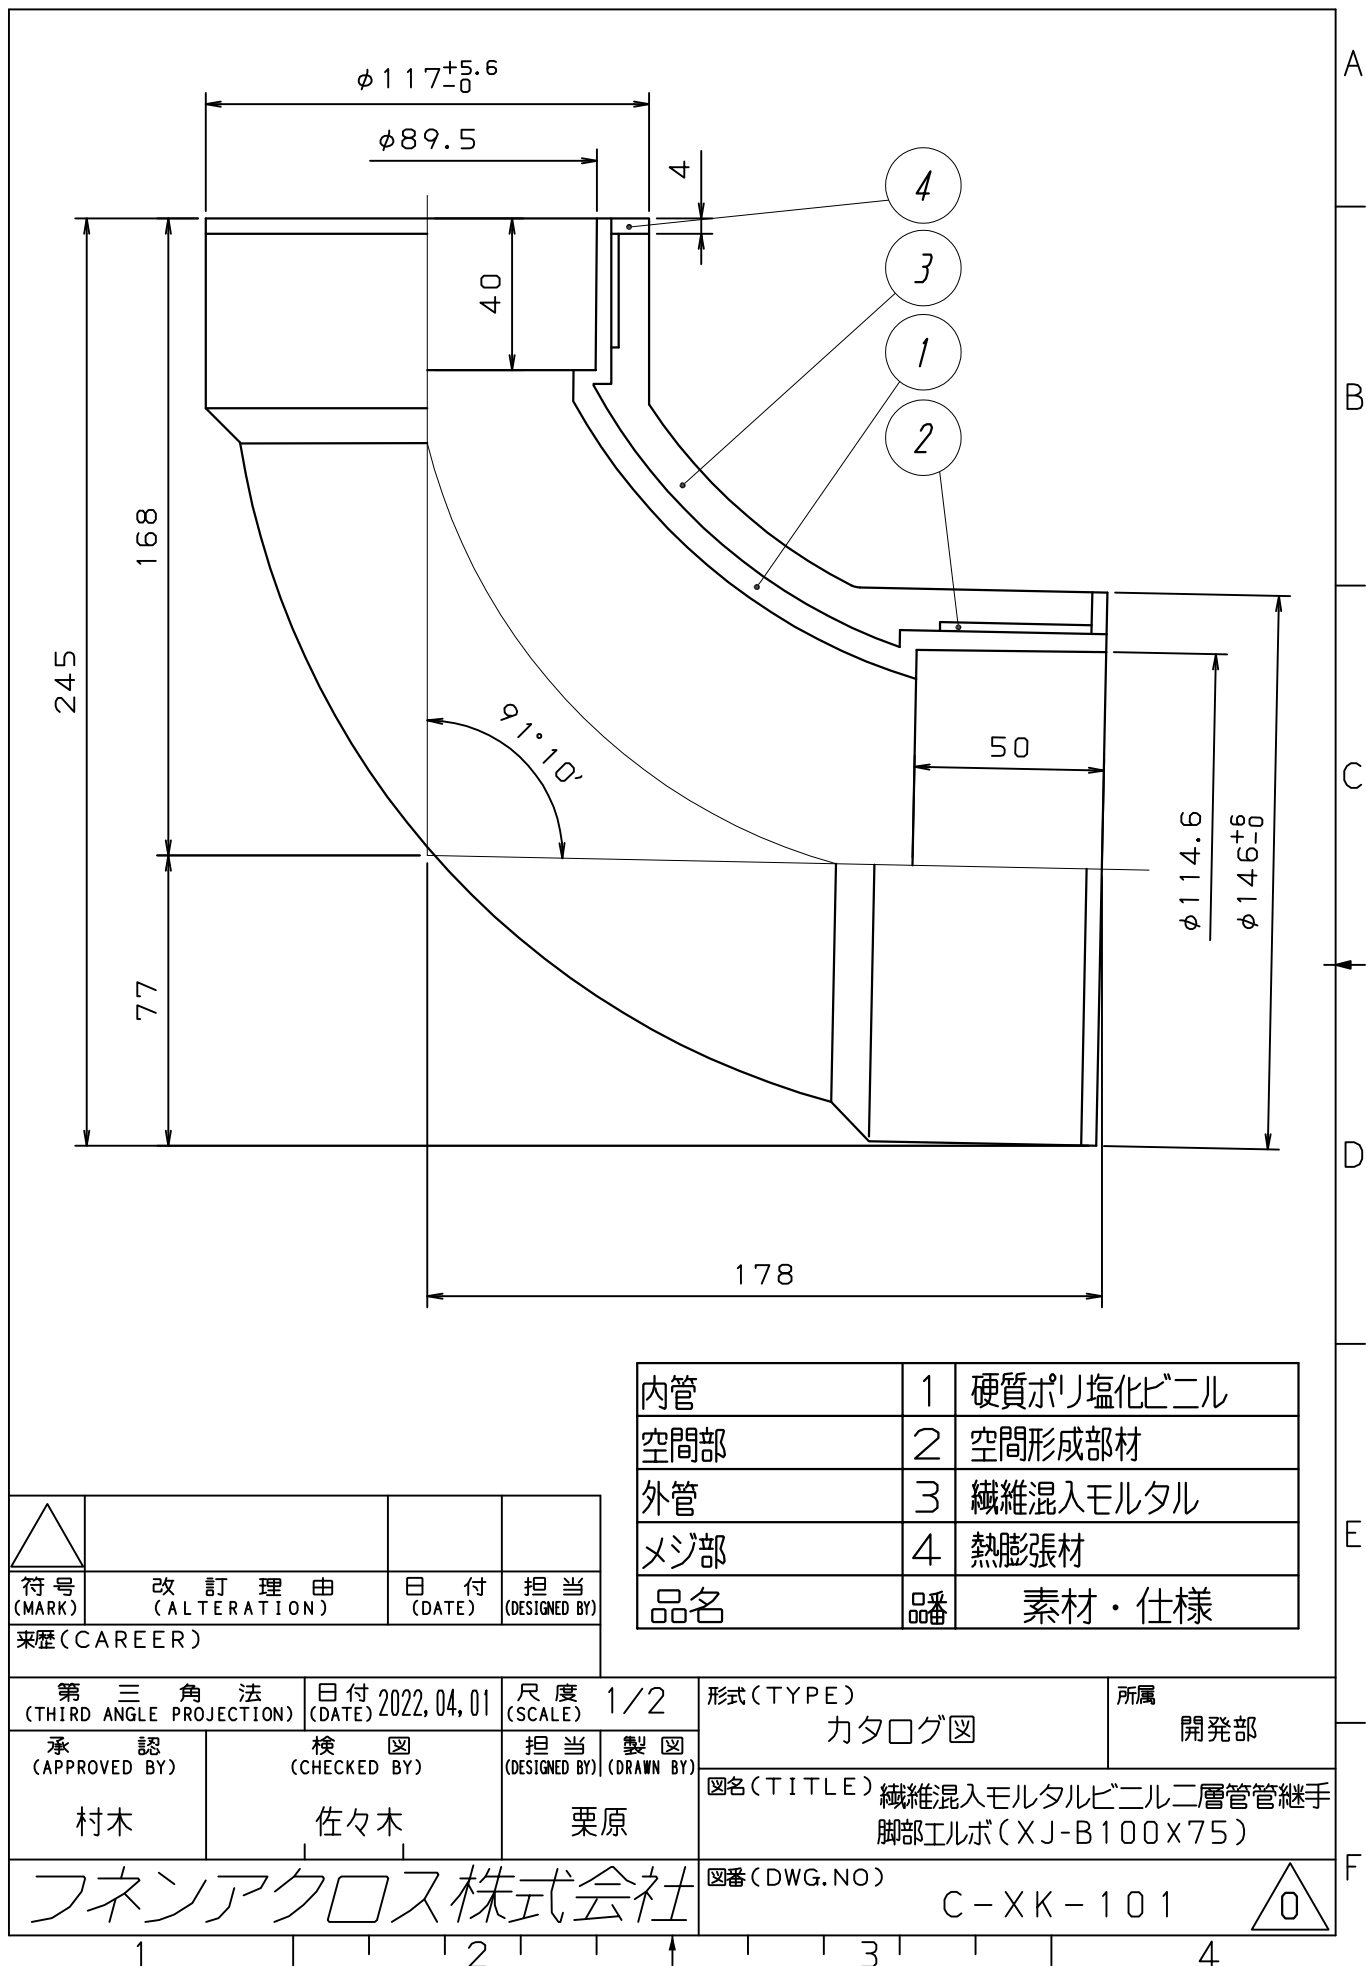 A
B
C
D
E
F
φ117+5.6-0
φ89.5
4
40
4
3
1
2
168
245
77
91°10′
50
φ114.6
φ146+6-0
178
内管 1 硬質ポリ塩化ビニル
空間部 2 空間形成部材
外管 3 繊維混入モルタル
メジ部 4 熱膨張材
品名 品番 素材・仕様
符号 改訂理由 日付 担当
(MARK) (ALTERATION) (DATE) (DESIGNED BY)
来歴(CAREER)
第三角法 日付 2022,04,01 尺度 1/2
(THIRD ANGLE PROJECTION) (DATE) (SCALE)
形式(TYPE) 所属
カタログ図 開発部
承認 検図 担当 製図
(APPROVED BY) (CHECKED BY) (DESIGNED BY) (DRAWN BY)
村木 佐々木 栗原
図名(TITLE) 繊維混入モルタルビニル二層管管継手
脚部エルボ(XJ-B100X75)
フネンアクロス株式会社
図番(DWG.NO) C-XK-101 0
1 2 3 4